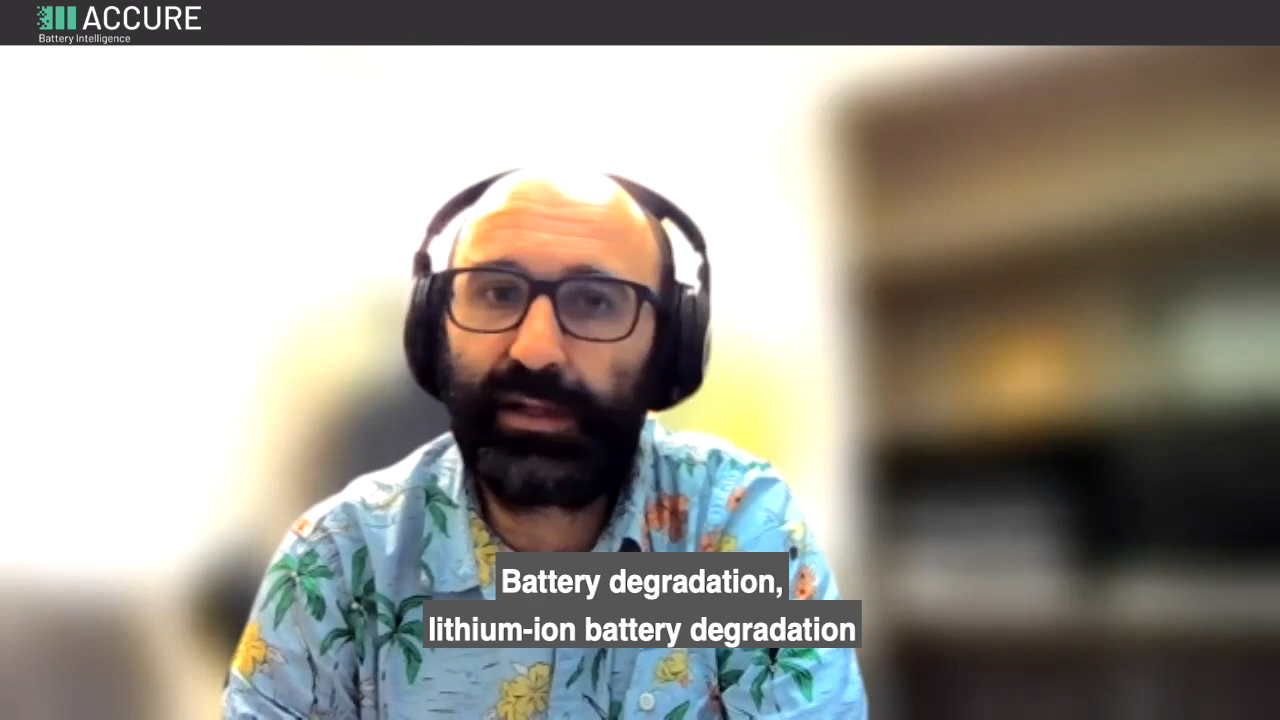 ACCURE
Battery Intelligence
Battery degradation,
lithium-ion battery degradation